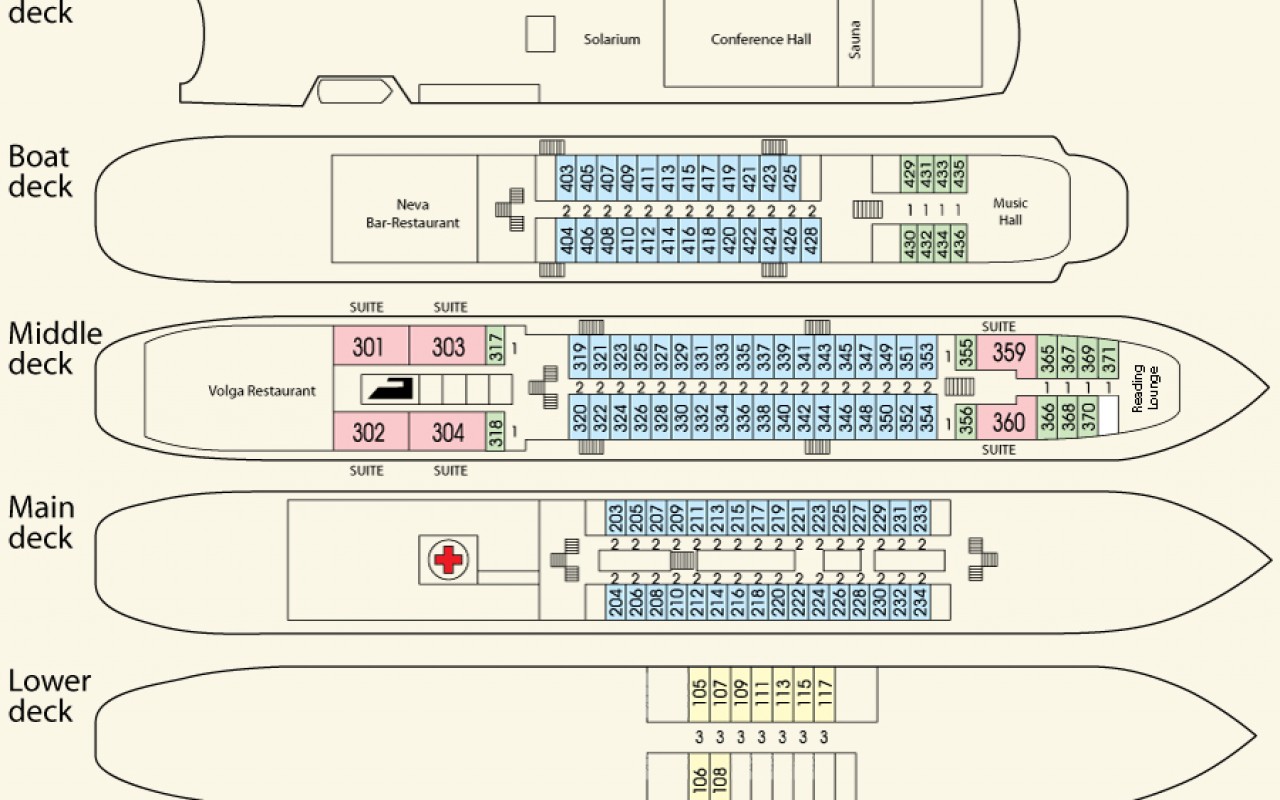 deck
Solarium
Conference Hall
Sauna
Boat
deck
403 405 407 409 411 413 415 417 419 421 423 425
429 431 433 435
Neva
Bar-Restaurant
2 2 2 2 2 2 2 2 2 2 2 2 2
1 1 1 1
Music
Hall
404 406 408 410 412 414 416 418 420 422 424 426 428
430 432 434 436
SUITE SUITE
Middle
deck
SUITE
301 303 317 1
319 321 323 325 327 329 331 333 335 337 339 341 343 345 347 349 351 353
1 355 359 365 367 369 371
Volga Restaurant
2 2 2 2 2 2 2 2 2 2 2 2 2 2 2 2 2 2
1 1 1 1
Reading
Lounge
302 304 318 1
320 322 324 326 328 330 332 334 336 338 340 342 344 346 348 350 352 354
1 356 360 366 368 370
SUITE
SUITE SUITE
Main
deck
203 205 207 209 211 213 215 217 219 221 223 225 227 229 231 233
2 2 2 2 2 2 2 2 2 2 2 2 2 2 2 2
2 2 2 2 2 2 2 2 2 2 2 2 2 2 2 2
204 206 208 210 212 214 216 218 220 222 224 226 228 230 232 234
Lower
deck
105 107 109 111 113 115 117
3 3 3 3 3 3 3
106 108